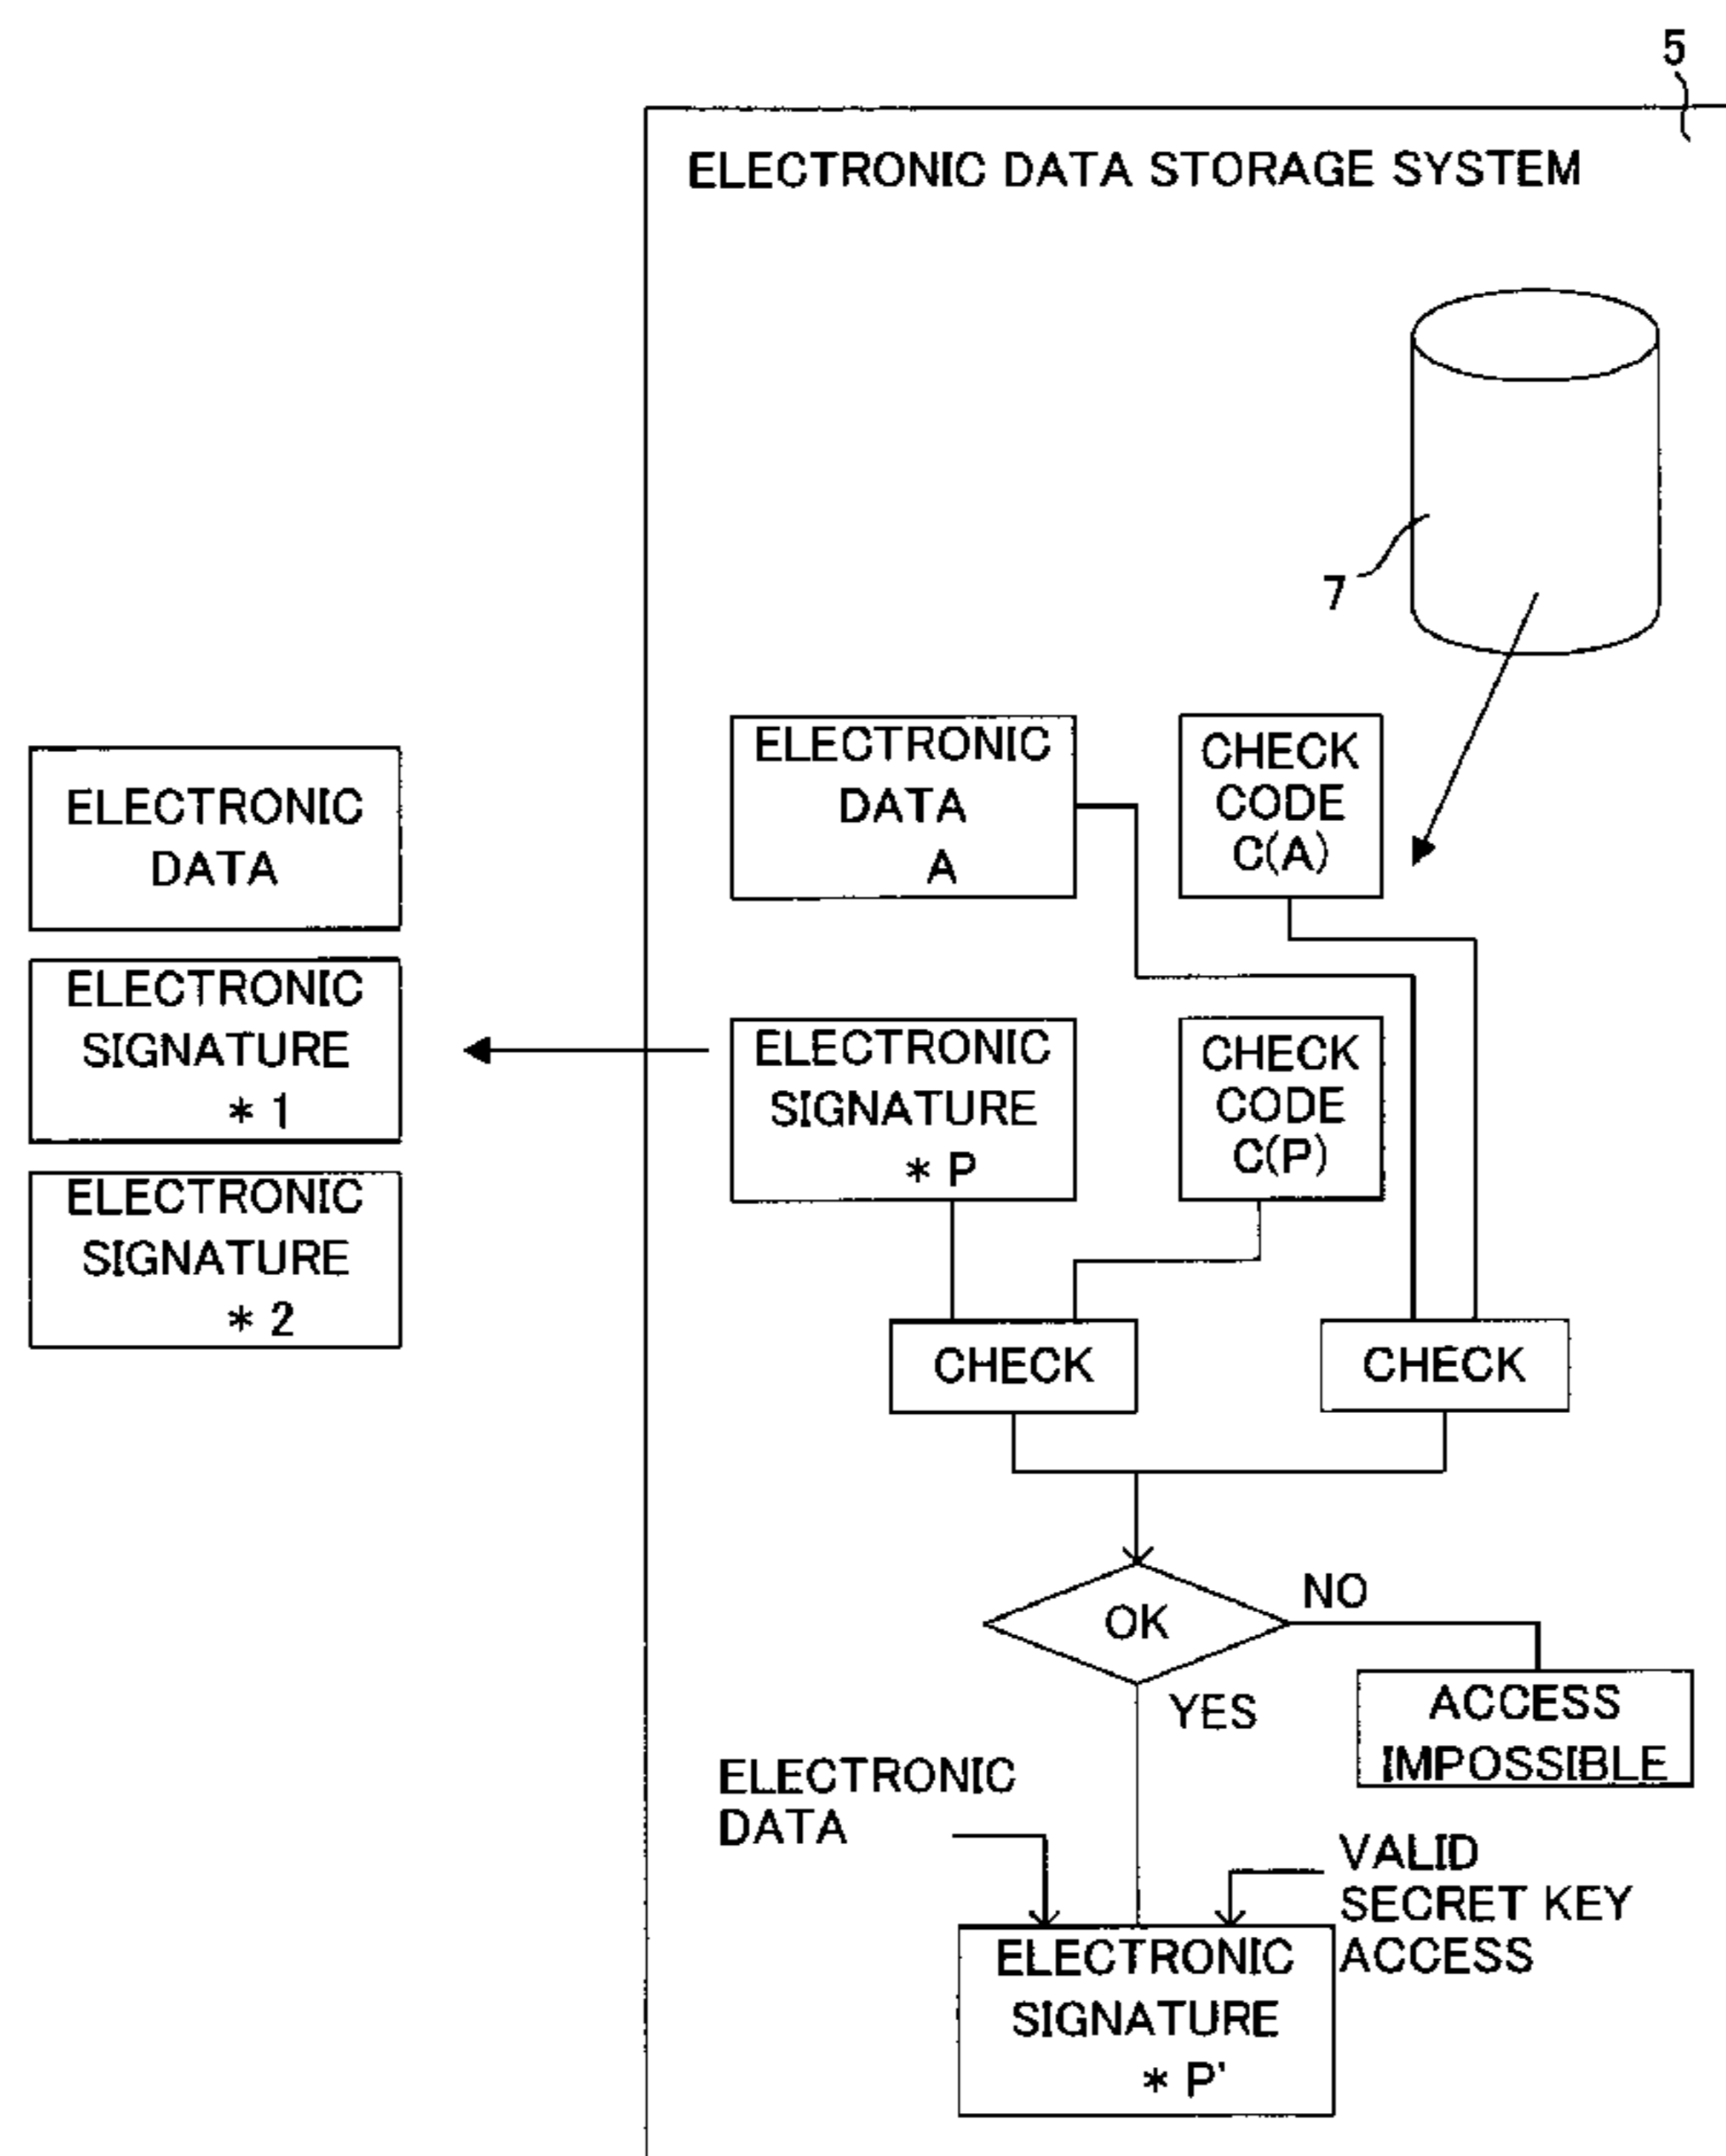 5
ELECTRONIC DATA STORAGE SYSTEM
7
ELECTRONIC
DATA
ELECTRONIC
SIGNATURE
* 1
ELECTRONIC
SIGNATURE
* 2
ELECTRONIC
DATA
A
CHECK
CODE
C(A)
ELECTRONIC
SIGNATURE
* P
CHECK
CODE
C(P)
CHECK
CHECK
OK
NO
YES
ACCESS
IMPOSSIBLE
ELECTRONIC
DATA
VALID
SECRET KEY
ACCESS
ELECTRONIC
SIGNATURE
* P'